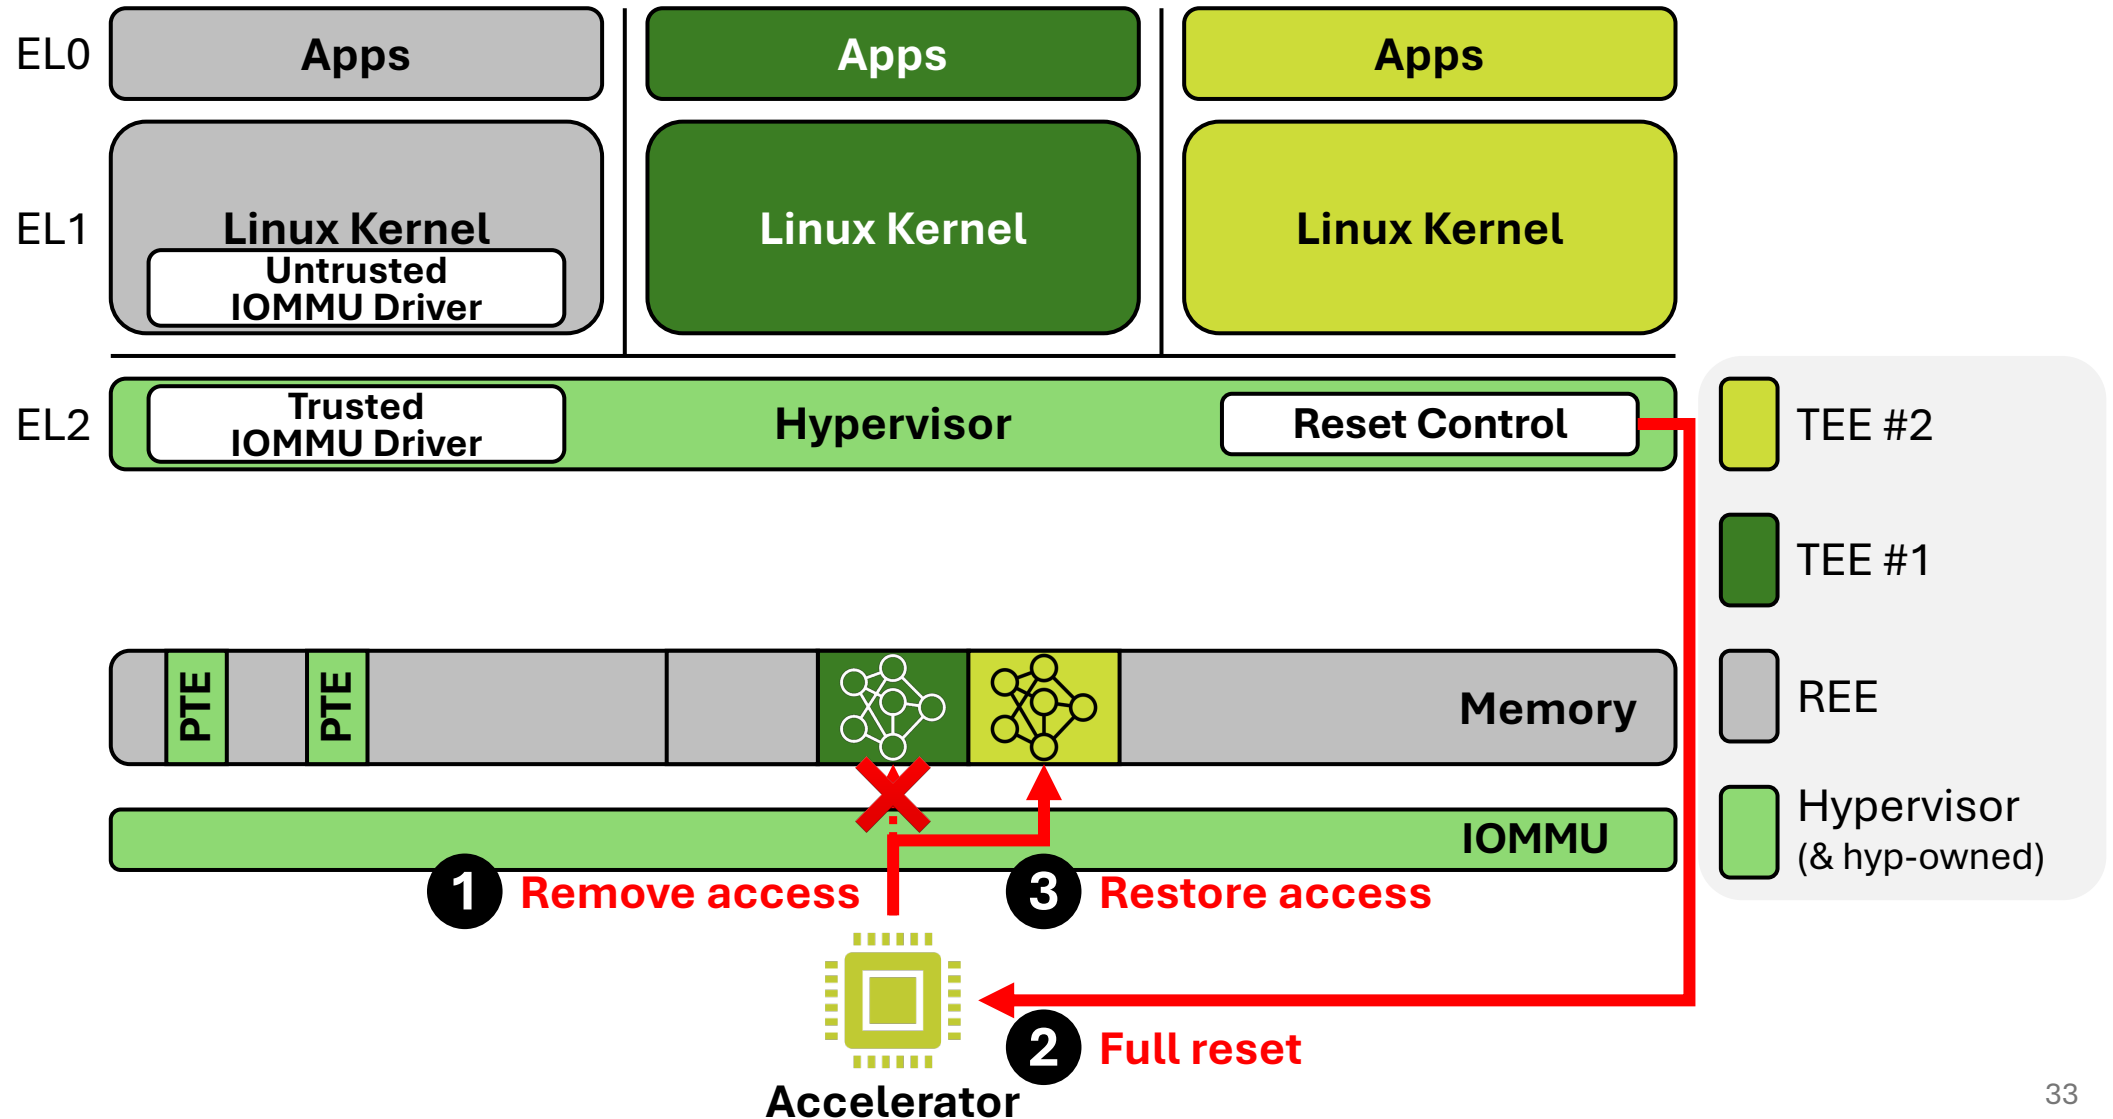 EL0
Apps
Apps
Apps
EL1
Linux Kernel
Untrusted
IOMMU Driver
Linux Kernel
Linux Kernel
EL2
Trusted
IOMMU Driver
Hypervisor
Reset Control
TEE #2
TEE #1
REE
Hypervisor
(& hyp-owned)
PTE
PTE
Memory
IOMMU
1 Remove access
3 Restore access
2 Full reset
Accelerator
33